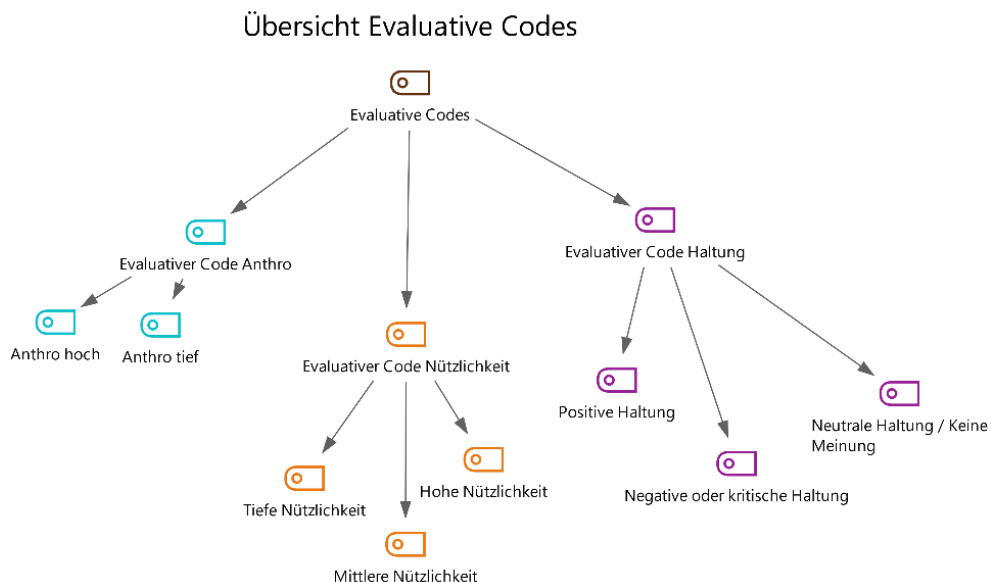 Übersicht Evaluative Codes
Evaluative Codes
Evaluativer Code Anthro
Anthro hoch
Anthro tief
Evaluativer Code Nützlichkeit
Tiefe Nützlichkeit
Mittlere Nützlichkeit
Hohe Nützlichkeit
Evaluativer Code Haltung
Positive Haltung
Negative oder kritische Haltung
Neutrale Haltung / Keine
Meinung